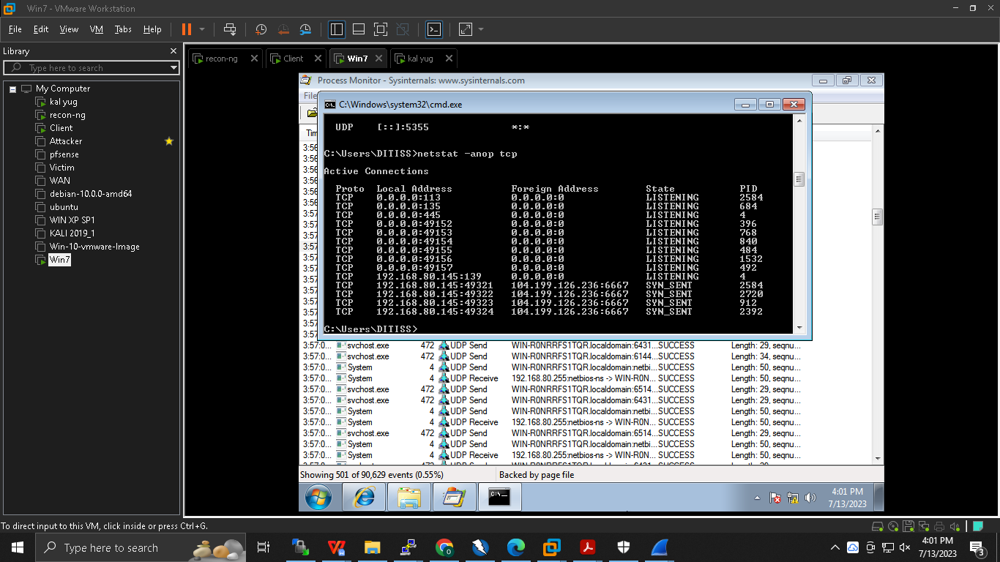 Win7 - VMware Workstation
File Edit View VM Tabs Help
Library
Type here to search
My Computer
kal yug
recon-ng
Client
Attacker
pfsense
Victim
WAN
debian-10.0.0-amd64
ubuntu
WIN XP SP1
KALI 2019_1
Win-10-vmware-Image
Win7
recon-ng Client Win7 kal yug
Process Monitor - Sysinternals: www.sysinternals.com
File
C:\Windows\system32\cmd.exe
UDP [::]:5355 *:*
C:\Users\DITISS>netstat -anop tcp
Active Connections
Proto Local Address Foreign Address State PID
TCP 0.0.0.0:113 0.0.0.0:0 LISTENING 2584
TCP 0.0.0.0:135 0.0.0.0:0 LISTENING 684
TCP 0.0.0.0:445 0.0.0.0:0 LISTENING 4
TCP 0.0.0.0:49152 0.0.0.0:0 LISTENING 396
TCP 0.0.0.0:49153 0.0.0.0:0 LISTENING 768
TCP 0.0.0.0:49154 0.0.0.0:0 LISTENING 840
TCP 0.0.0.0:49155 0.0.0.0:0 LISTENING 484
TCP 0.0.0.0:49156 0.0.0.0:0 LISTENING 1532
TCP 0.0.0.0:49157 0.0.0.0:0 LISTENING 492
TCP 192.168.80.145:139 0.0.0.0:0 LISTENING 4
TCP 192.168.80.145:49321 104.199.126.236:6667 SYN_SENT 2584
TCP 192.168.80.145:49322 104.199.126.236:6667 SYN_SENT 2720
TCP 192.168.80.145:49323 104.199.126.236:6667 SYN_SENT 912
TCP 192.168.80.145:49324 104.199.126.236:6667 SYN_SENT 2392
C:\Users\DITISS>
3:57:0... svchost.exe 472 UDP Send WIN-R0NRRFS1TQR.localdomain:6431... SUCCESS Length: 29, seqnu...
3:57:0... svchost.exe 472 UDP Send WIN-R0NRRFS1TQR.localdomain:6144... SUCCESS Length: 34, seqnu...
3:57:0... System 4 UDP Send WIN-R0NRRFS1TQR.localdomain:netbi... SUCCESS Length: 50, seqnu...
3:57:0... System 4 UDP Receive 192.168.80.255:netbios-ns -> WIN-R0N... SUCCESS Length: 50, seqnu...
3:57:0... svchost.exe 472 UDP Send WIN-R0NRRFS1TQR.localdomain:6514... SUCCESS Length: 29, seqnu...
3:57:0... svchost.exe 472 UDP Send WIN-R0NRRFS1TQR.localdomain:6431... SUCCESS Length: 29, seqnu...
3:57:0... System 4 UDP Send WIN-R0NRRFS1TQR.localdomain:netbi... SUCCESS Length: 50, seqnu...
3:57:0... System 4 UDP Receive 192.168.80.255:netbios-ns -> WIN-R0N... SUCCESS Length: 50, seqnu...
3:57:0... svchost.exe 472 UDP Send WIN-R0NRRFS1TQR.localdomain:6514... SUCCESS Length: 29, seqnu...
3:57:0... System 4 UDP Send WIN-R0NRRFS1TQR.localdomain:netbi... SUCCESS Length: 50, seqnu...
3:57:0... System 4 UDP Receive 192.168.80.255:netbios-ns -> WIN-R0N... SUCCESS Length: 50, seqnu...
Showing 501 of 90,629 events (0.55%) Backed by page file
4:01 PM
7/13/2023
To direct input to this VM, click inside or press Ctrl+G.
Type here to search
4:01 PM
7/13/2023
3